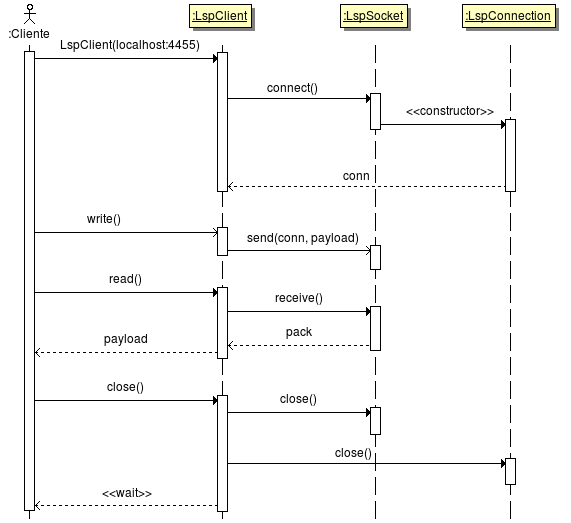 :Cliente
:LspClient
:LspSocket
:LspConnection
LspClient(localhost:4455)
connect()
<<constructor>>
conn
write()
send(conn, payload)
read()
receive()
pack
payload
close()
close()
close()
<<wait>>